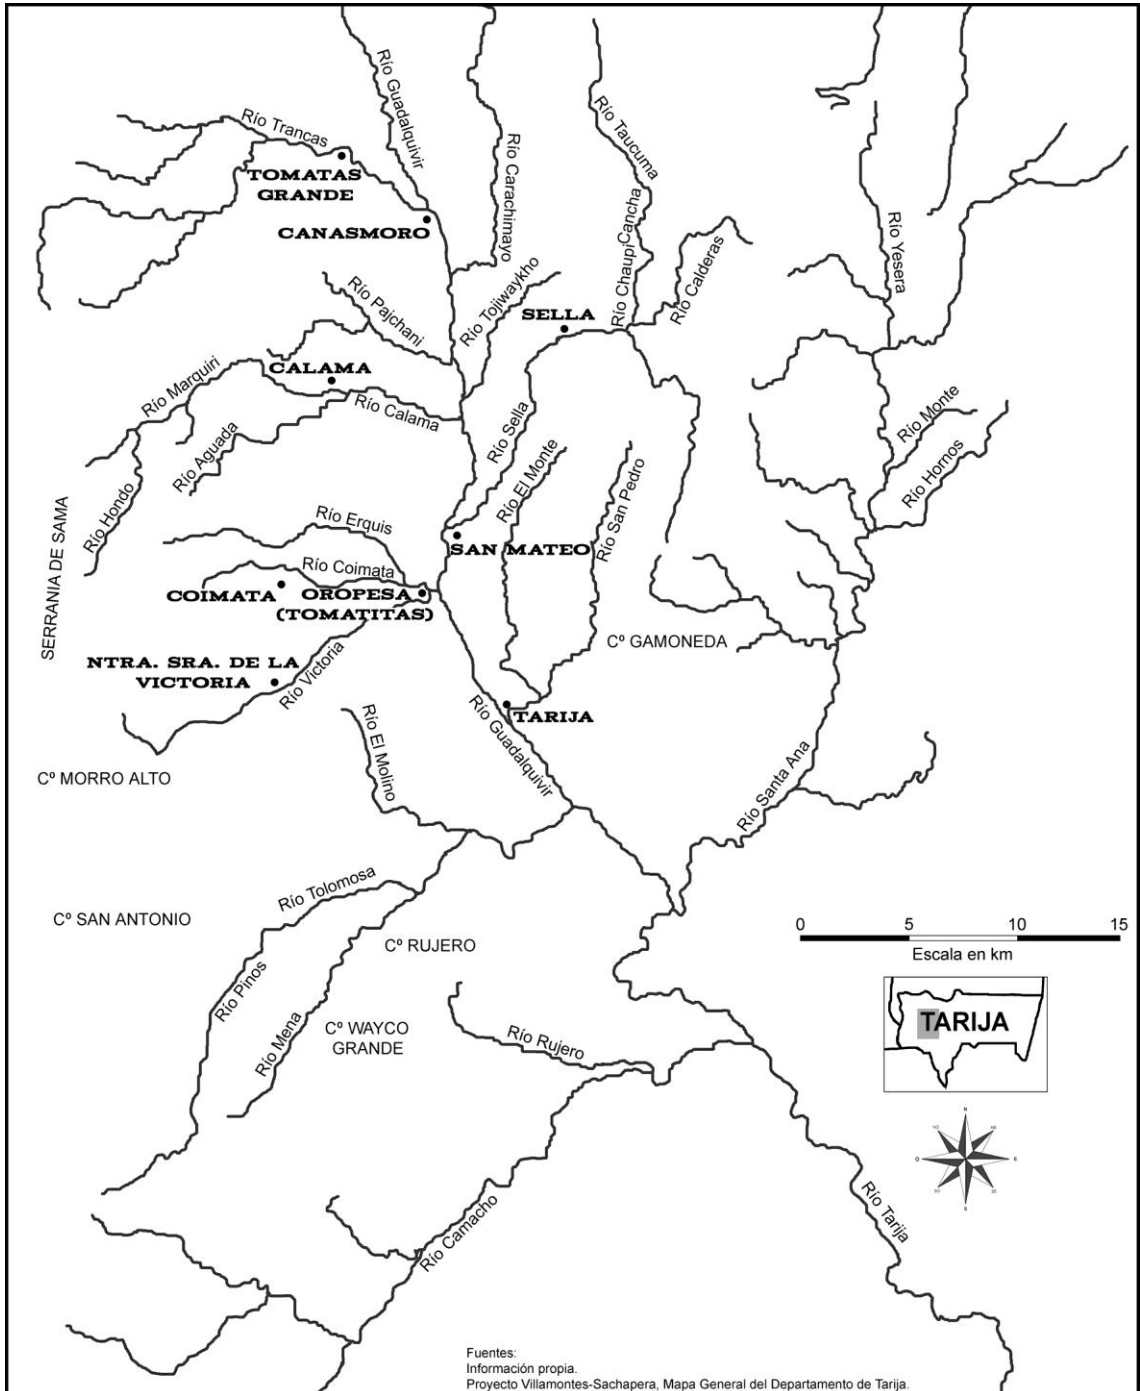 Río Guadalquivir
Río Trancas
TOMATAS
GRANDE
CANASMORO
Río Carachimayo
Río Taucuma
Río ChaupiCancha
Río Calderas
Río Yesera
Río Pajchani
Río Tojiwaykho
SELLA
CALAMA
Río Marquiri
Río Calama
Río Aguada
Río Hondo
Río Sella
Río El Monte
Río San Pedro
Río Monte
Río Hornos
SERRANIA DE SAMA
Río Erquis
Río Coimata
SAN MATEO
COIMATA
OROPESA
(TOMATITAS)
Cº GAMONEDA
NTRA. SRA. DE LA
VICTORIA
Río Victoria
TARIJA
Río Guadalquivir
Río El Molino
Cº MORRO ALTO
Río Santa Ana
Río Tolomosa
Cº SAN ANTONIO
Cº RUJERO
Río Pinos
Río Mena
Cº WAYCO
GRANDE
Río Rujero
0 5 10 15
Escala en km
TARIJA
N
NO NE
O E
SO SE
S
Río Camacho
Río Tarija
Fuentes:
Información propia.
Proyecto Villamontes-Sachapera, Mapa General del Departamento de Tarija.